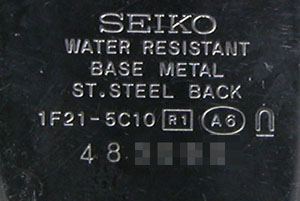 SEIKO
WATER RESISTANT
BASE METAL
ST.STEEL BACK
1F21-5C10 R1 A6
48